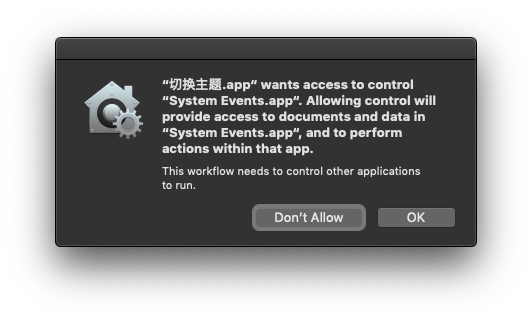 “切换主题.app“ wants access to control
“System Events.app“. Allowing control will
provide access to documents and data in
“System Events.app“, and to perform
actions within that app.
This workflow needs to control other applications
to run.
Don’t Allow
OK